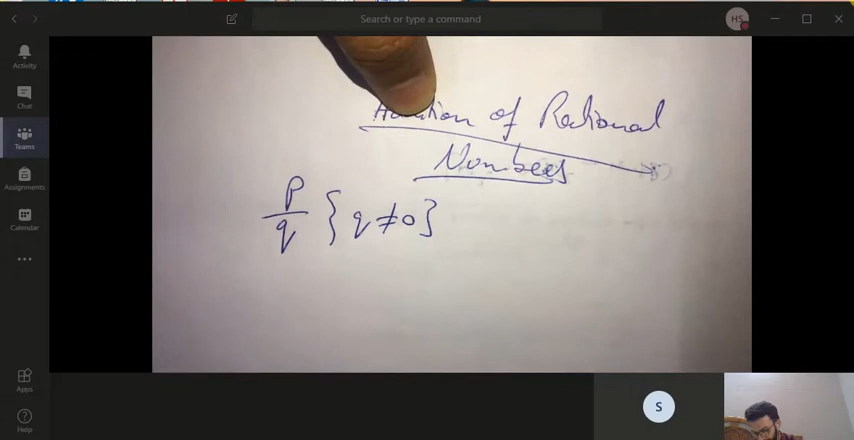 Search or type a command
HS
Activity
Chat
Teams
Assignments
Calendar
Apps
Help
of Rational
Numbers
P
q { q ≠ 0 }
S